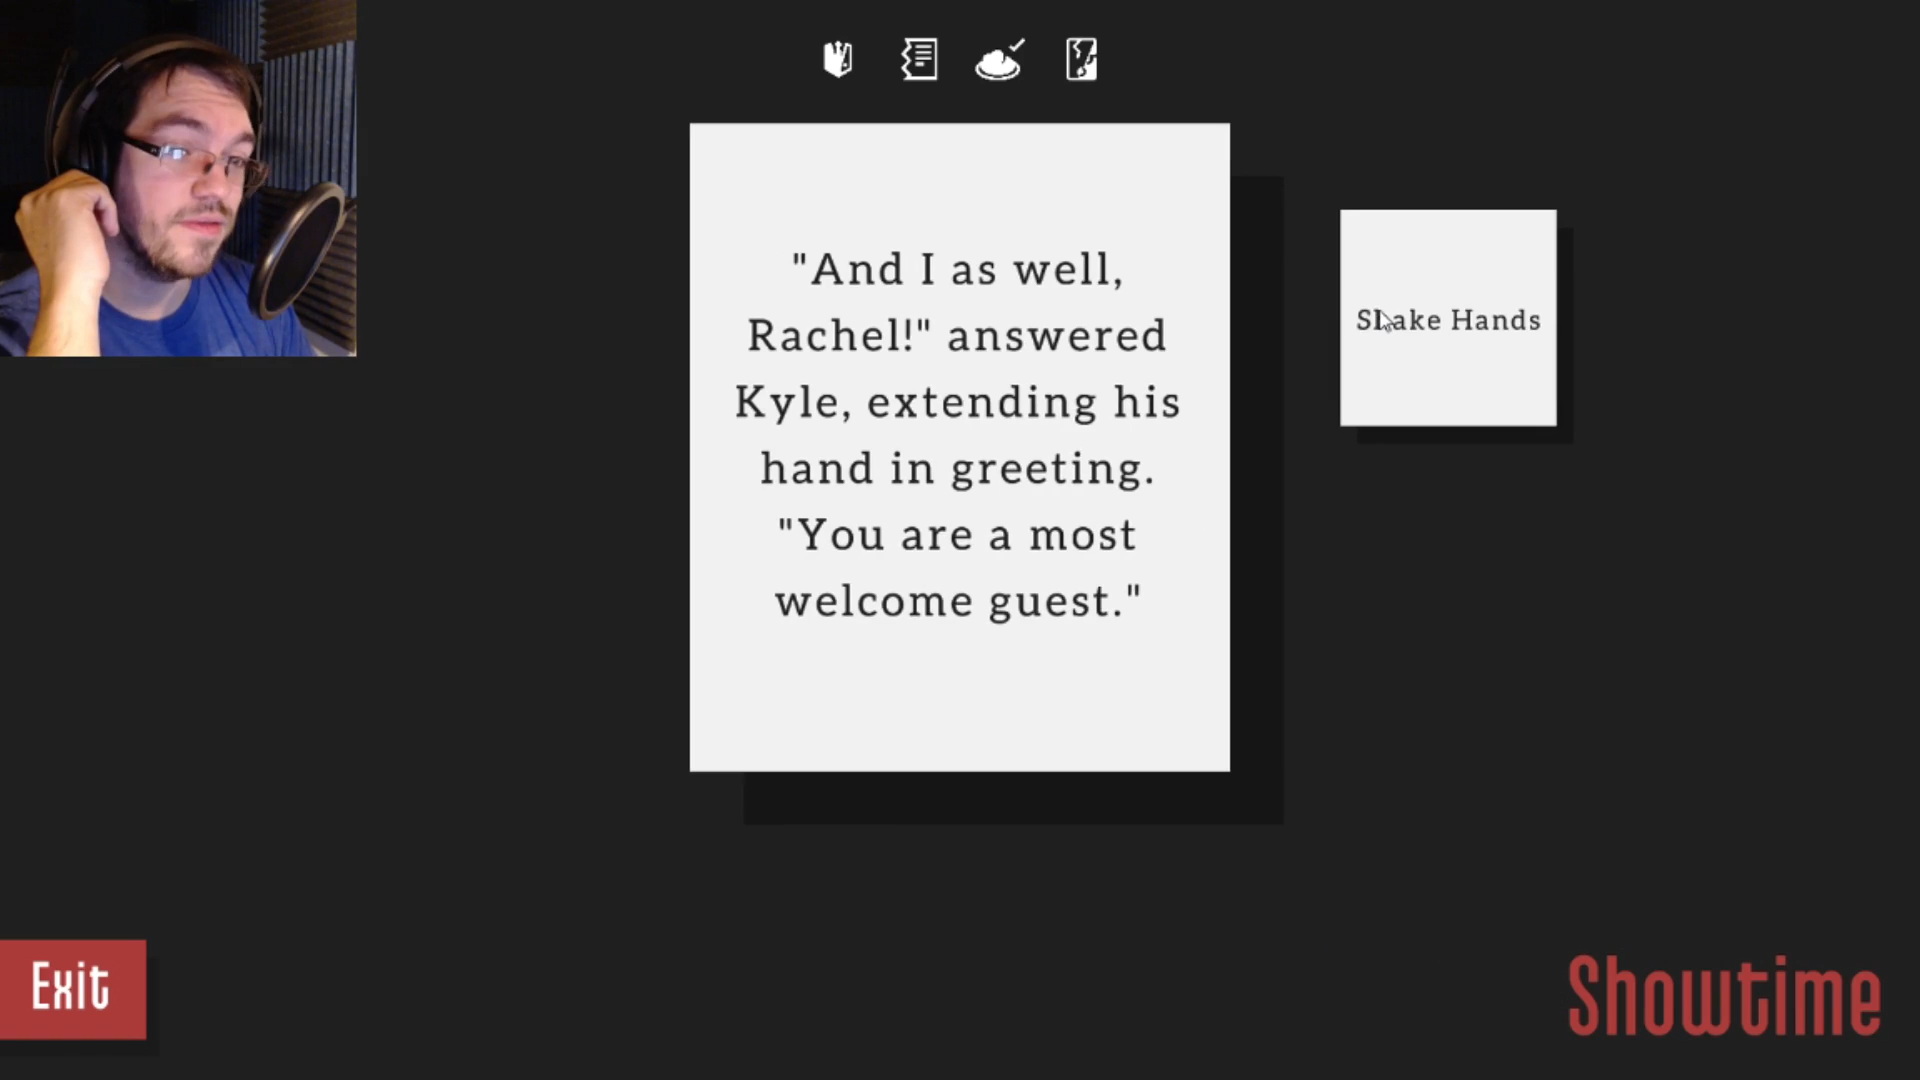 "And I as well,
Rachel!" answered
Kyle, extending his
hand in greeting.
"You are a most
welcome guest."
Shake Hands
Exit
Showtime